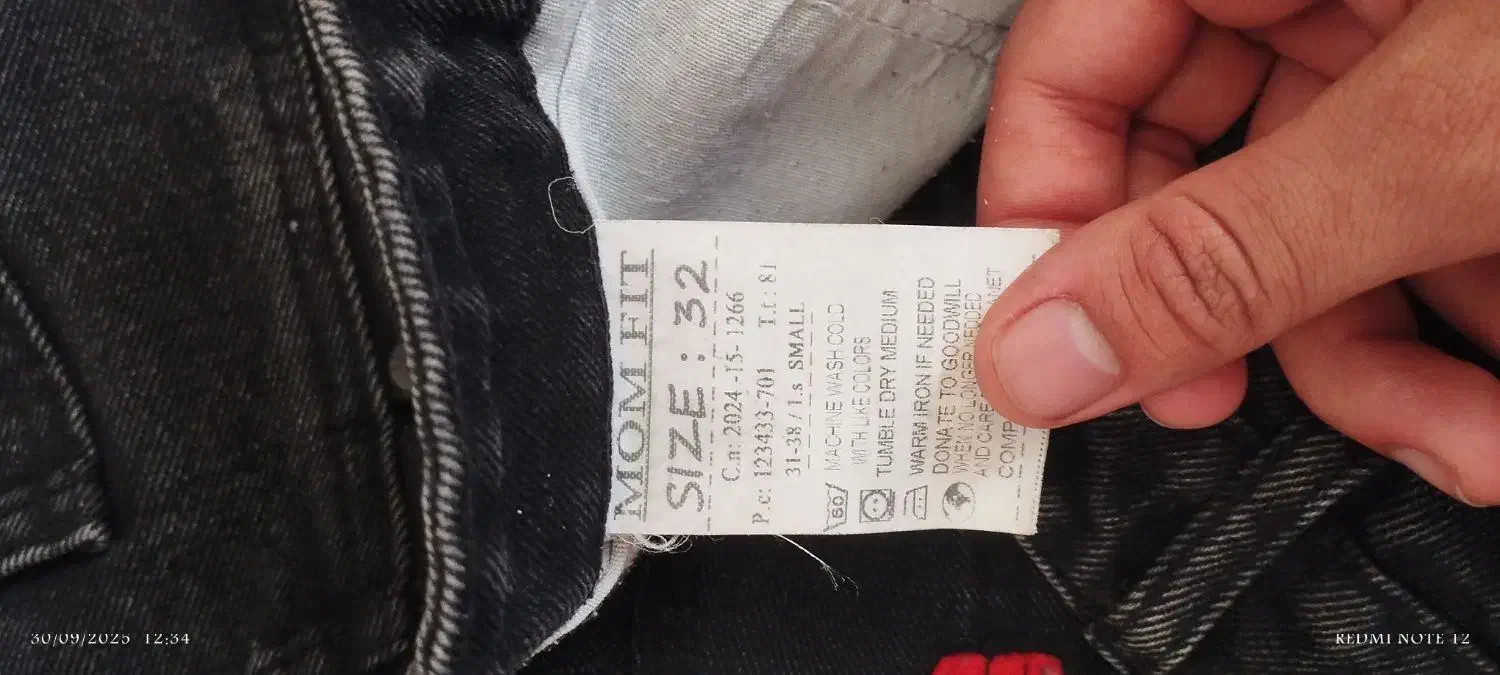 MOM FIT
SIZE : 32
C.n: 2024 -15- 1266
P.c: 123433-701 T.t: 81
31-38 / 1.s SMALL
60 MACHINE WASH COLD
WITH LIKE COLORS
TUMBLE DRY MEDIUM
WARM IRON IF NEEDED
DONATE TO GOODWILL
WHEN NO LONGER NEDDED
AND CARE
30/09/2025 12:34
REDMI NOTE 12